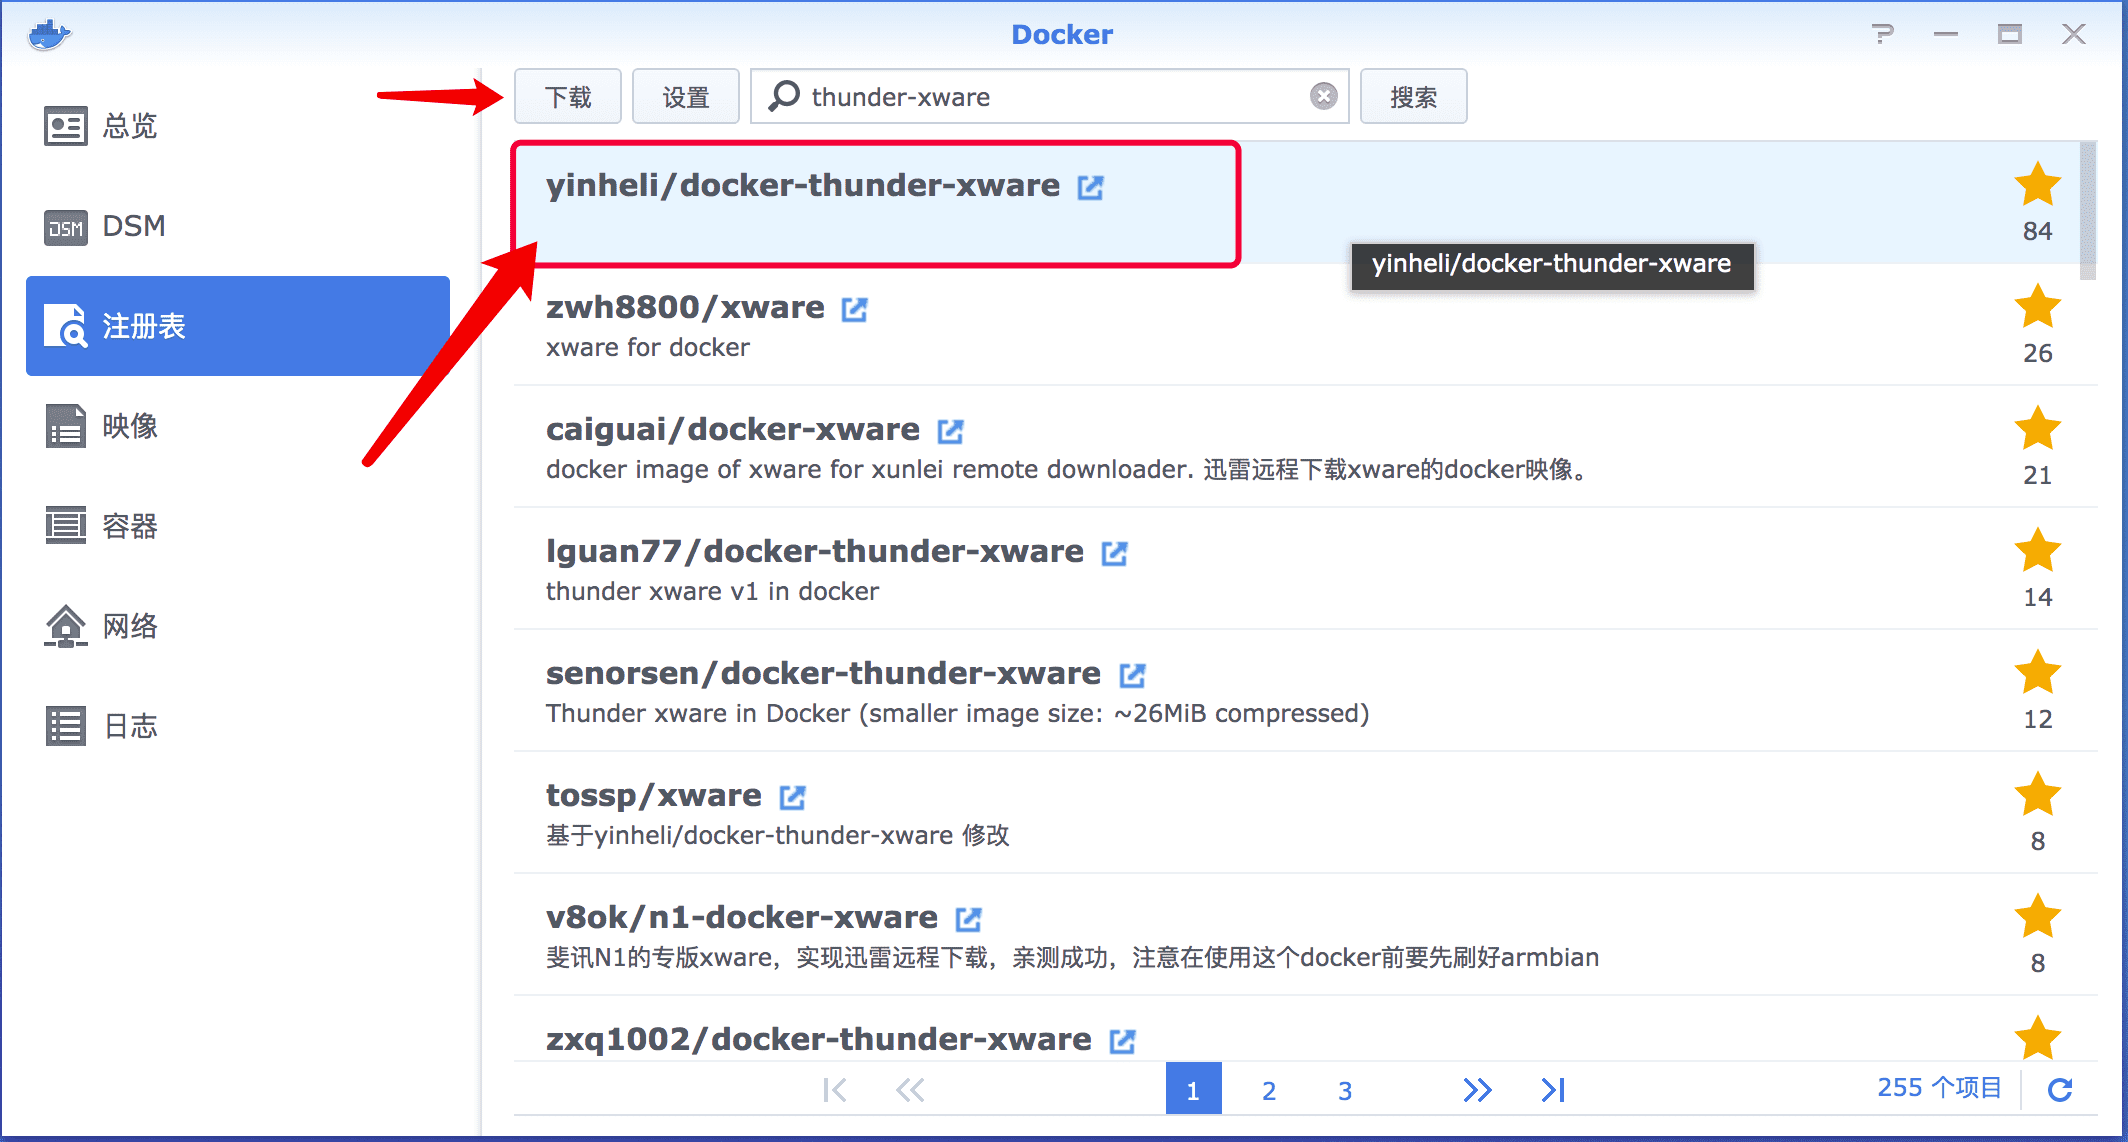 Docker
总览
DSM
DSM
注册表
映像
容器
网络
日志
下载
设置
thunder-xware
搜索
yinheli/docker-thunder-xware
84
yinheli/docker-thunder-xware
zwh8800/xware
xware for docker
26
caiguai/docker-xware
docker image of xware for xunlei remote downloader. 迅雷远程下载xware的docker映像。
21
lguan77/docker-thunder-xware
thunder xware v1 in docker
14
senorsen/docker-thunder-xware
Thunder xware in Docker (smaller image size: ~26MiB compressed)
12
tossp/xware
基于yinheli/docker-thunder-xware 修改
8
v8ok/n1-docker-xware
斐讯N1的专版xware，实现迅雷远程下载，亲测成功，注意在使用这个docker前要先刷好armbian
8
zxq1002/docker-thunder-xware
1 2 3
255 个项目